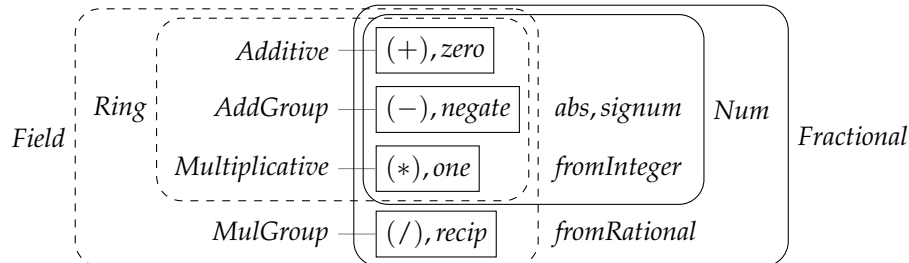 Additive (+), zero
Ring AddGroup (−), negate abs, signum Num
Field Fractional
Multiplicative (∗), one fromInteger
MulGroup (/), recip fromRational